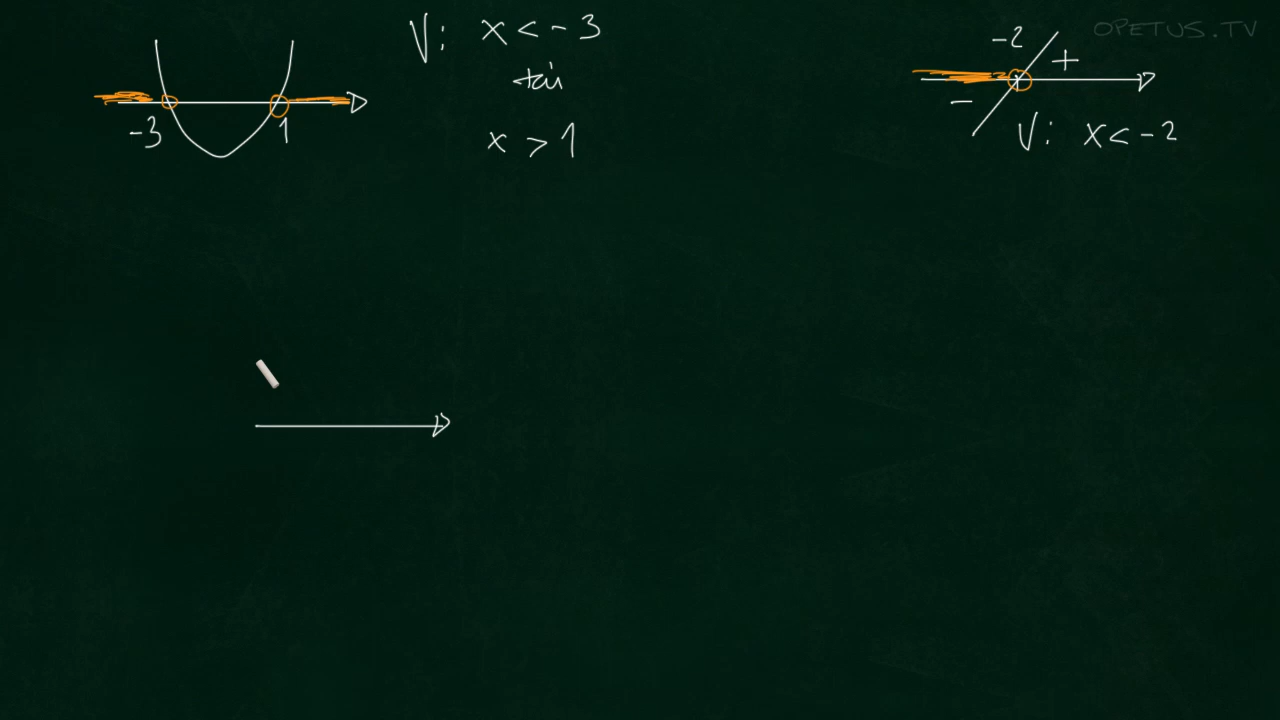 V: x < -3
tai
x > 1
-3
1
OPETUS.TV
-2
+
-
V: x < -2